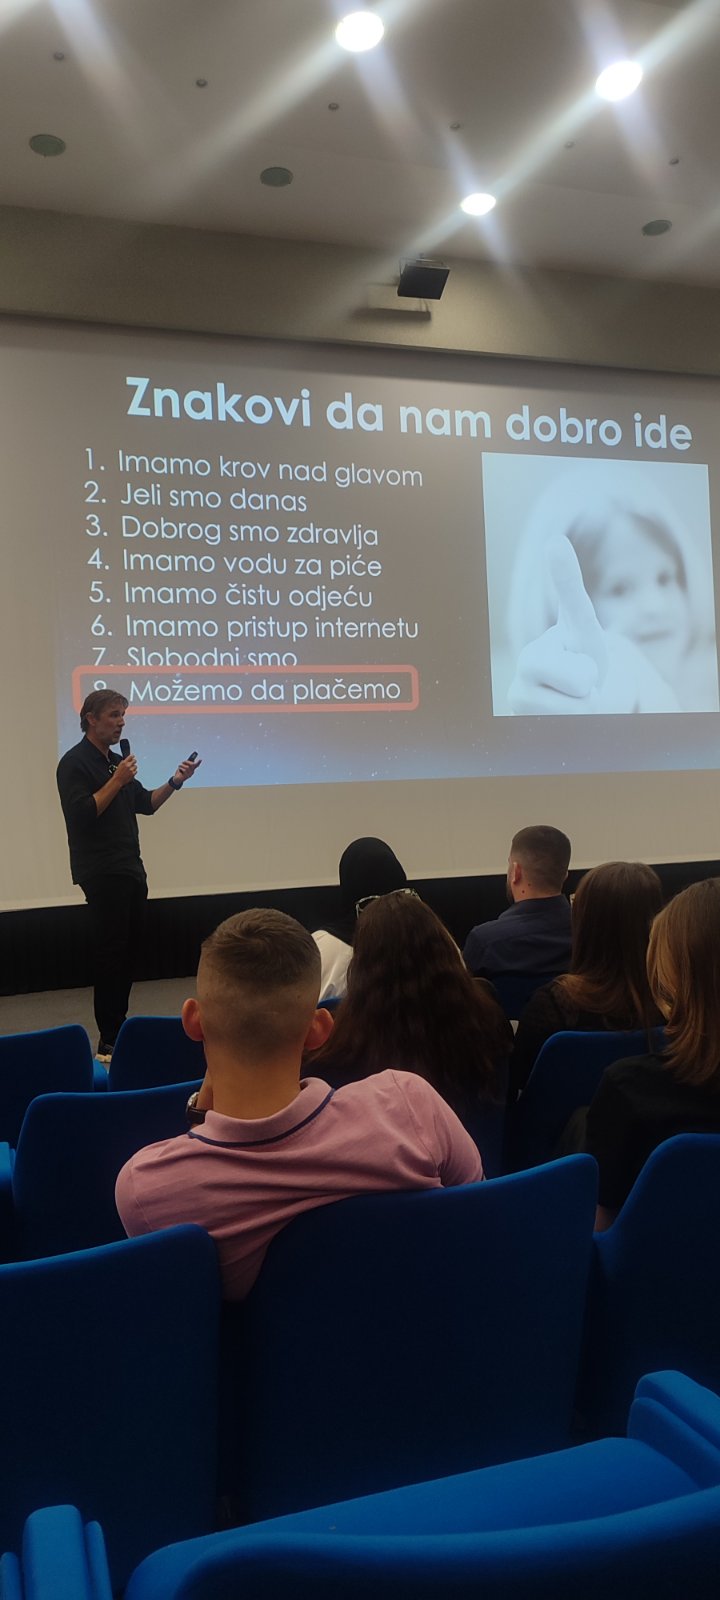 Znakovi da nam dobro ide
1. Imamo krov nad glavom
2. Jeli smo danas
3. Dobrog smo zdravlja
4. Imamo vodu za piće
5. Imamo čistu odjeću
6. Imamo pristup internetu
7. Slobodni smo
8. Možemo da plačemo